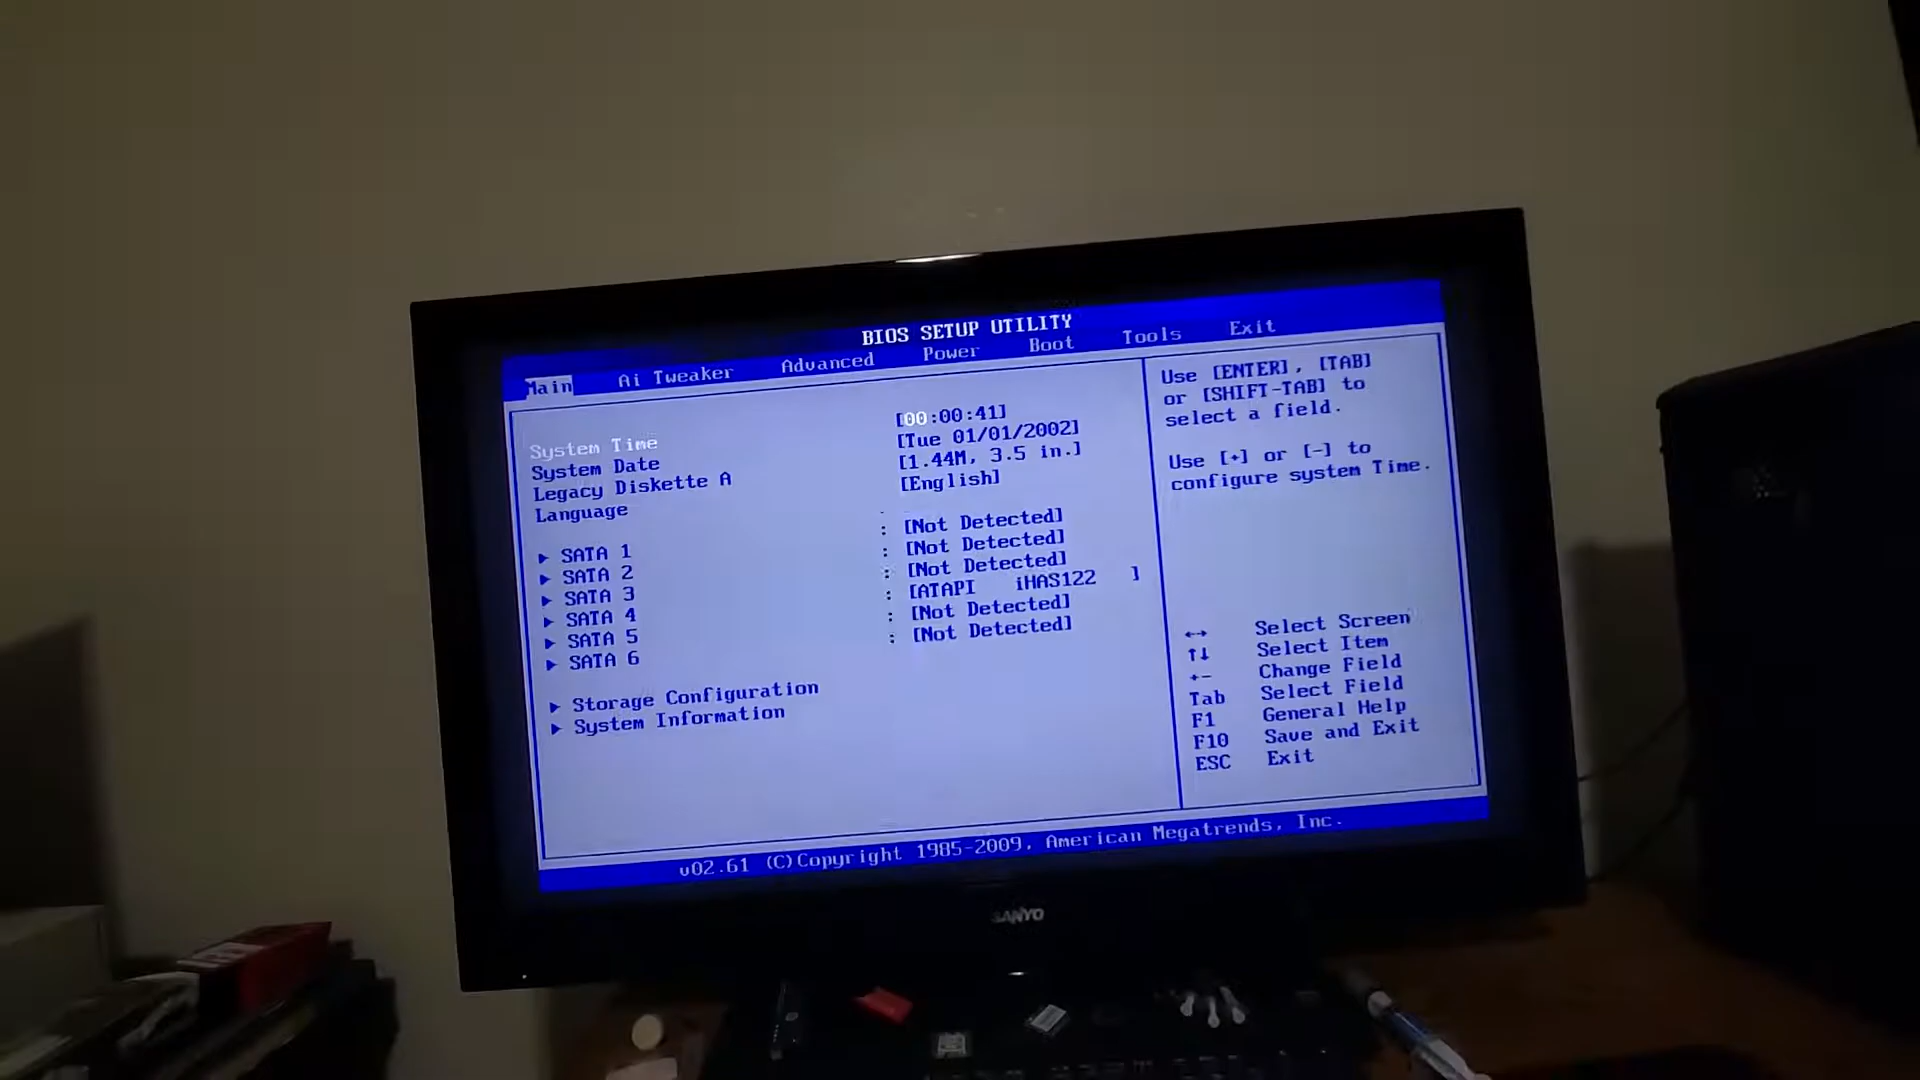 BIOS SETUP UTILITY
Main Ai Tweaker Advanced Power Boot Tools Exit
System Time [00:00:41]
System Date [Tue 01/01/2002]
Legacy Diskette A [1.44M, 3.5 in.]
Language [English]
SATA 1 : [Not Detected]
SATA 2 : [Not Detected]
SATA 3 : [Not Detected]
SATA 4 : [ATAPI iHAS122 ]
SATA 5 : [Not Detected]
SATA 6 : [Not Detected]
Storage Configuration
System Information
Use [ENTER], [TAB]
or [SHIFT-TAB] to
select a field.
Use [+] or [-] to
configure system Time.
↔ Select Screen
↑↓ Select Item
+- Change Field
Tab Select Field
F1 General Help
F10 Save and Exit
ESC Exit
v02.61 (C)Copyright 1985-2009, American Megatrends, Inc.
SANYO